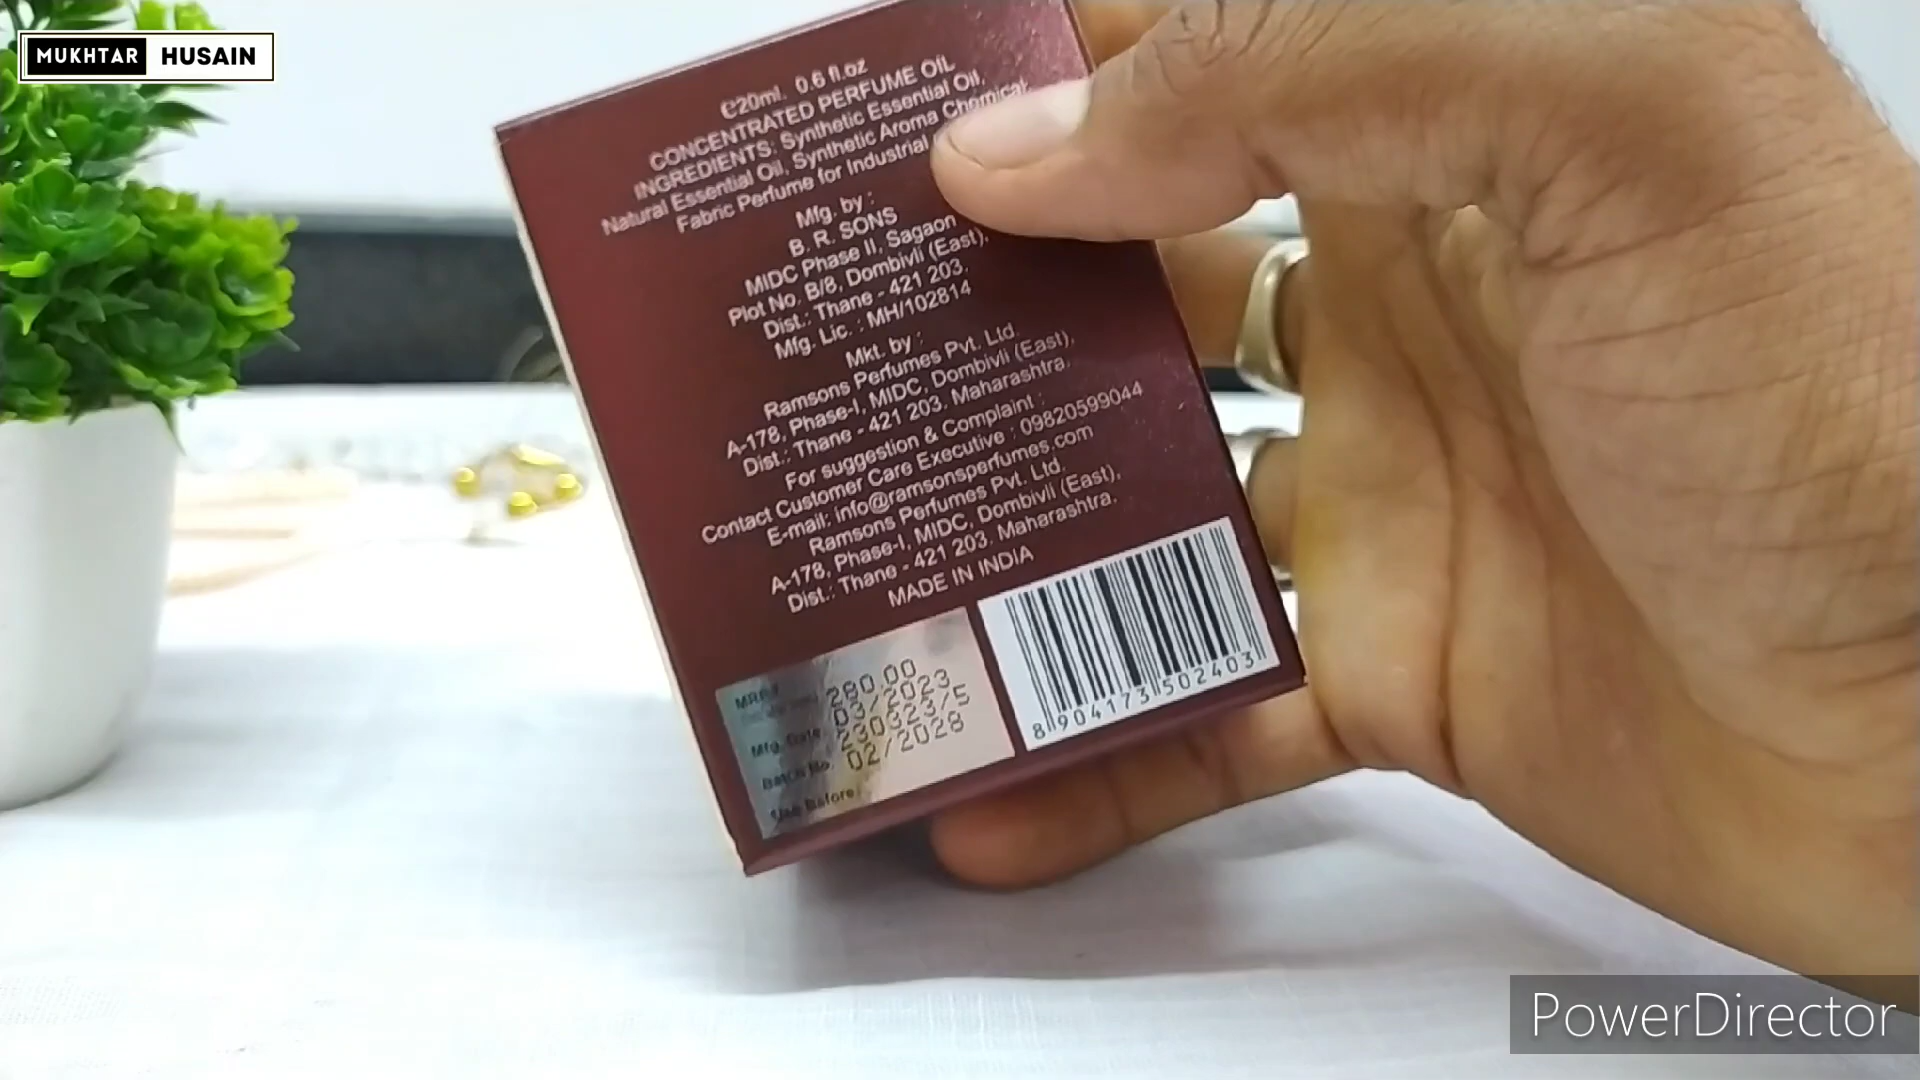 MUKHTAR HUSAIN
℮20ml. 0.6 fl.oz
CONCENTRATED PERFUME OIL
INGREDIENTS: Synthetic Essential Oil,
Natural Essential Oil, Synthetic Aroma Chemical,
Fabric Perfume for Industrial
Mfg. by :
B. R. SONS
MIDC Phase II, Sagaon
Plot No. B/8, Dombivli (East),
Dist.: Thane - 421 203.
Mfg. Lic. : MH/102814
Mkt. by :
Ramsons Perfumes Pvt. Ltd.
A-178, Phase-I, MIDC, Dombivli (East),
Dist.: Thane - 421 203. Maharashtra.
For suggestion & Complaint :
Contact Customer Care Executive : 09820599044
E-mail: info@ramsonsperfumes.com
Ramsons Perfumes Pvt. Ltd.
A-178, Phase-I, MIDC, Dombivli (East),
Dist.: Thane - 421 203. Maharashtra.
MADE IN INDIA
280.00
Mfg. Date. 03/2023
Batch No. 230323/5
Use Before: 02/2028
8904173502403
PowerDirector